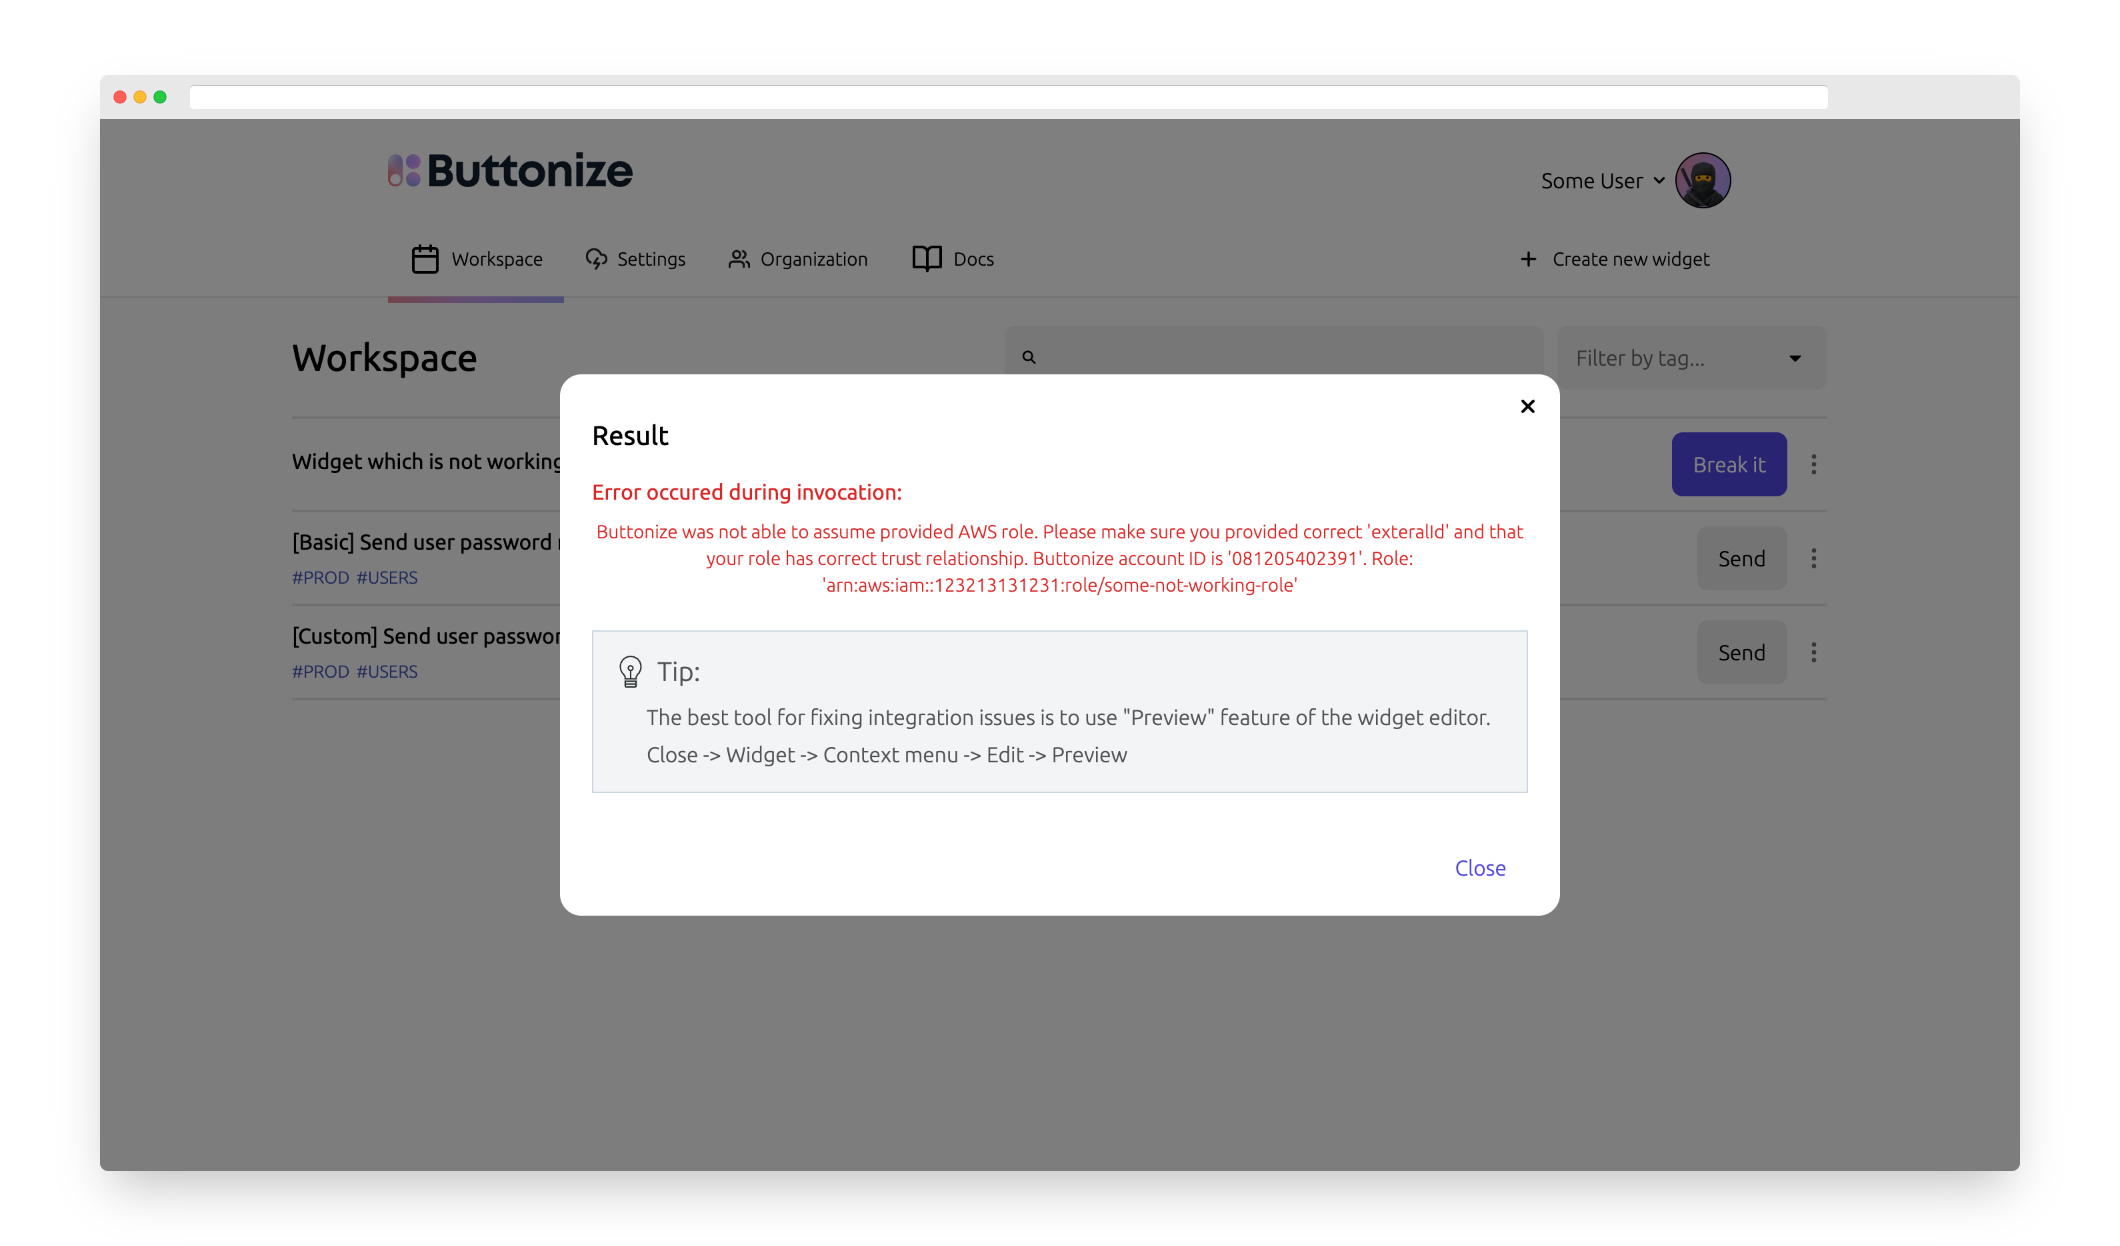 Buttonize
Some User
Workspace
Settings
Organization
Docs
Create new widget
Workspace
Filter by tag...
Widget which is not working
Break it
[Basic] Send user password
#PROD #USERS
Send
[Custom] Send user
#PROD #USERS
Send
Result
Error occured during invocation:
Buttonize was not able to assume provided AWS role. Please make sure you provided correct 'exteralId' and that
your role has correct trust relationship. Buttonize account ID is '081205402391'. Role:
'arn:aws:iam::123213131231:role/some-not-working-role'
Tip:
The best tool for fixing integration issues is to use "Preview" feature of the widget editor.
Close -> Widget -> Context menu -> Edit -> Preview
Close